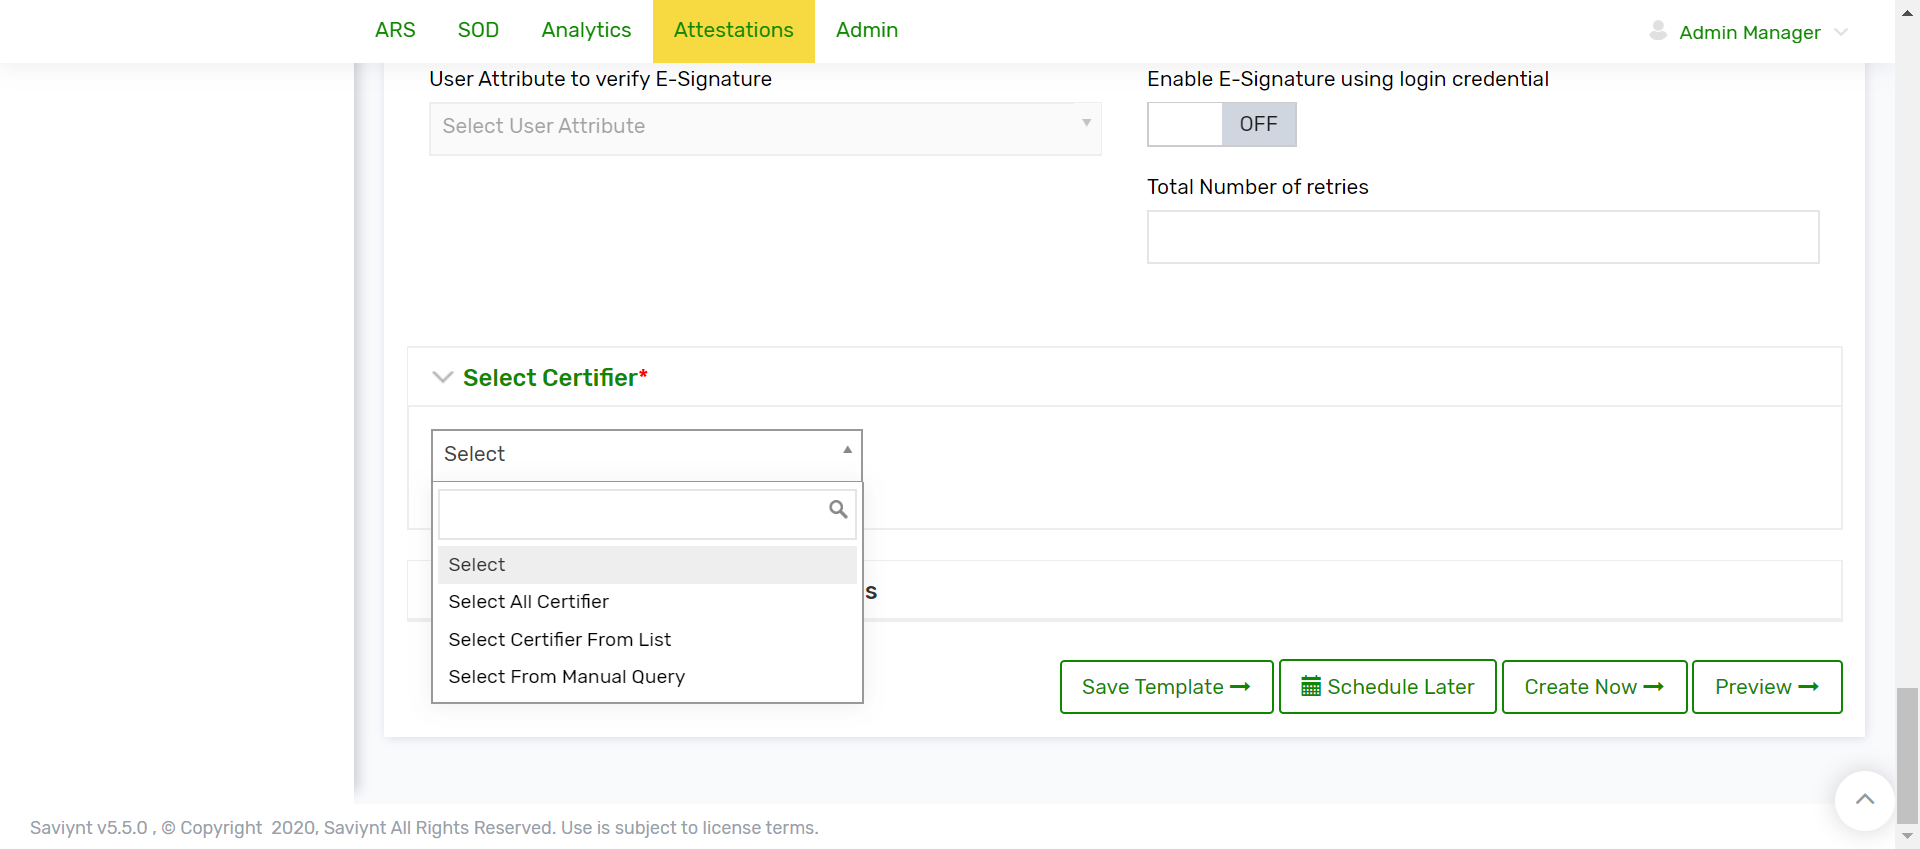 ARS SOD Analytics Attestations Admin Admin Manager
User Attribute to verify E-Signature
Select User Attribute
Enable E-Signature using login credential
OFF
Total Number of retries
Select Certifier*
Select
Select
Select All Certifier
Select Certifier From List
Select From Manual Query
s
Save Template Schedule Later Create Now Preview
Saviynt v5.5.0 , © Copyright 2020, Saviynt All Rights Reserved. Use is subject to license terms.